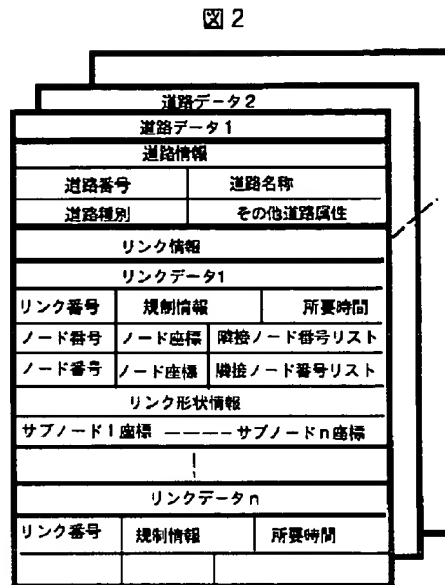 図2
道路データ2
道路データ1
道路情報
道路番号 道路名称
道路種別 その他道路属性
リンク情報
リンクデータ1
リンク番号 規制情報 所要時間
ノード番号 ノード座標 隣接ノード番号リスト
ノード番号 ノード座標 隣接ノード番号リスト
リンク形状情報
サブノード1座標 ————サブノードn座標
リンクデータn
リンク番号 規制情報 所要時間